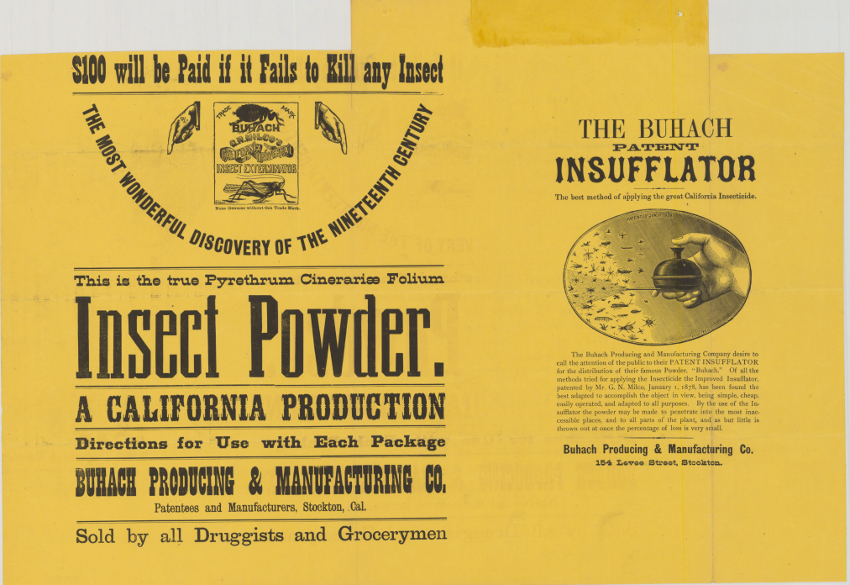 $100 will be Paid if it Fails to Kill any Insect
THE MOST WONDERFUL DISCOVERY OF THE NINETEENTH CENTURY
TRADE MARK
BUHACH
G.N. MILCO'S
CALIFORNIA UNIVERSAL
INSECT EXTERMINATOR
None Genuine without this Trade Mark.
This is the true Pyrethrum Cinerariæ Folium
Insect Powder.
A CALIFORNIA PRODUCTION
Directions for Use with Each Package
BUHACH PRODUCING & MANUFACTURING CO.
Patentees and Manufacturers, Stockton, Cal.
Sold by all Druggists and Grocerymen
THE BUHACH
PATENT
INSUFFLATOR
The best method of applying the great California Insecticide.
The Buhach Producing and Manufacturing Company desire to
call the attention of the public to their PATENT INSUFFLATOR
for the distribution of their famous Powder, "Buhach." Of all the
methods tried for applying the Insecticide the Improved Insufflator,
patented by Mr. G. N. Milco, January 1, 1878, has been found the
best adapted to accomplish the object in view, being simple, cheap,
easily operated, and adapted to all purposes. By the use of the In-
sufflator the powder may be made to penetrate into the most inac-
cessible places, and to all parts of the plant, and as but little is
thrown out at once the percentage of loss is very small.
Buhach Producing & Manufacturing Co.
154 Levee Street, Stockton.